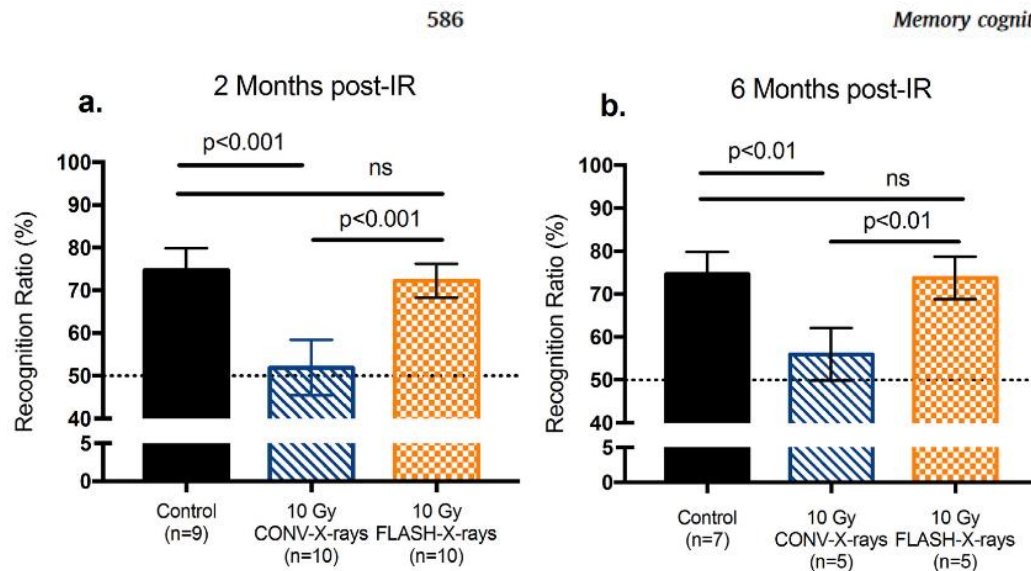 586
Memory cognit
a.
2 Months post-IR
p<0.001
ns
p<0.001
Recognition Ratio (%)
100
90
80
70
60
50
40
5
0
Control
(n=9)
10 Gy
CONV-X-rays
(n=10)
10 Gy
FLASH-X-rays
(n=10)
b.
6 Months post-IR
p<0.01
ns
p<0.01
Recognition Ratio (%)
100
90
80
70
60
50
40
5
0
Control
(n=7)
10 Gy
CONV-X-rays
(n=5)
10 Gy
FLASH-X-rays
(n=5)